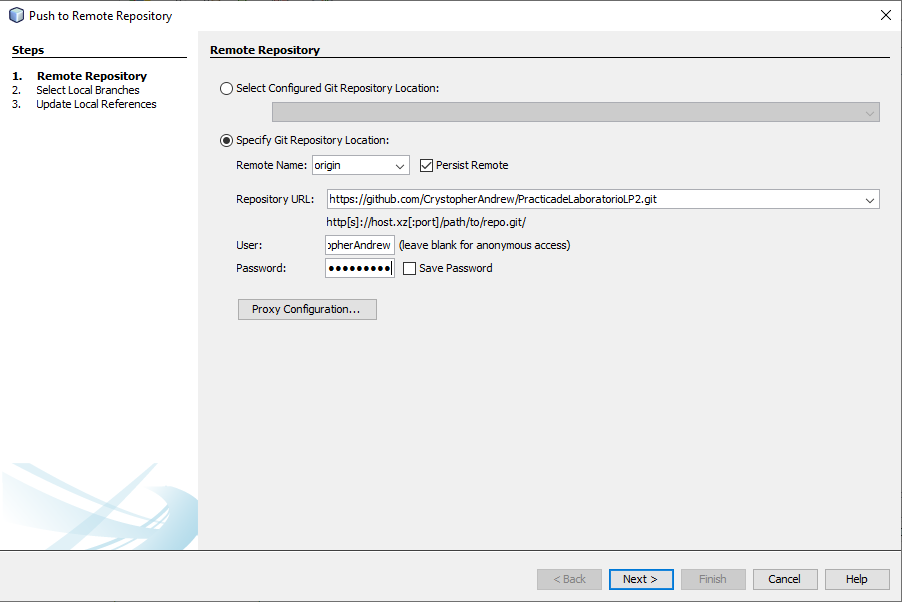 Push to Remote Repository
Steps
1. Remote Repository
2. Select Local Branches
3. Update Local References
Remote Repository
Select Configured Git Repository Location:
Specify Git Repository Location:
Remote Name: origin Persist Remote
Repository URL: https://github.com/CrystopherAndrew/PracticadeLaboratorioLP2.git
http[s]://host.xz[:port]/path/to/repo.git/
User: opherAndrew (leave blank for anonymous access)
Password: ●●●●●●●●● Save Password
Proxy Configuration...
< Back Next > Finish Cancel Help